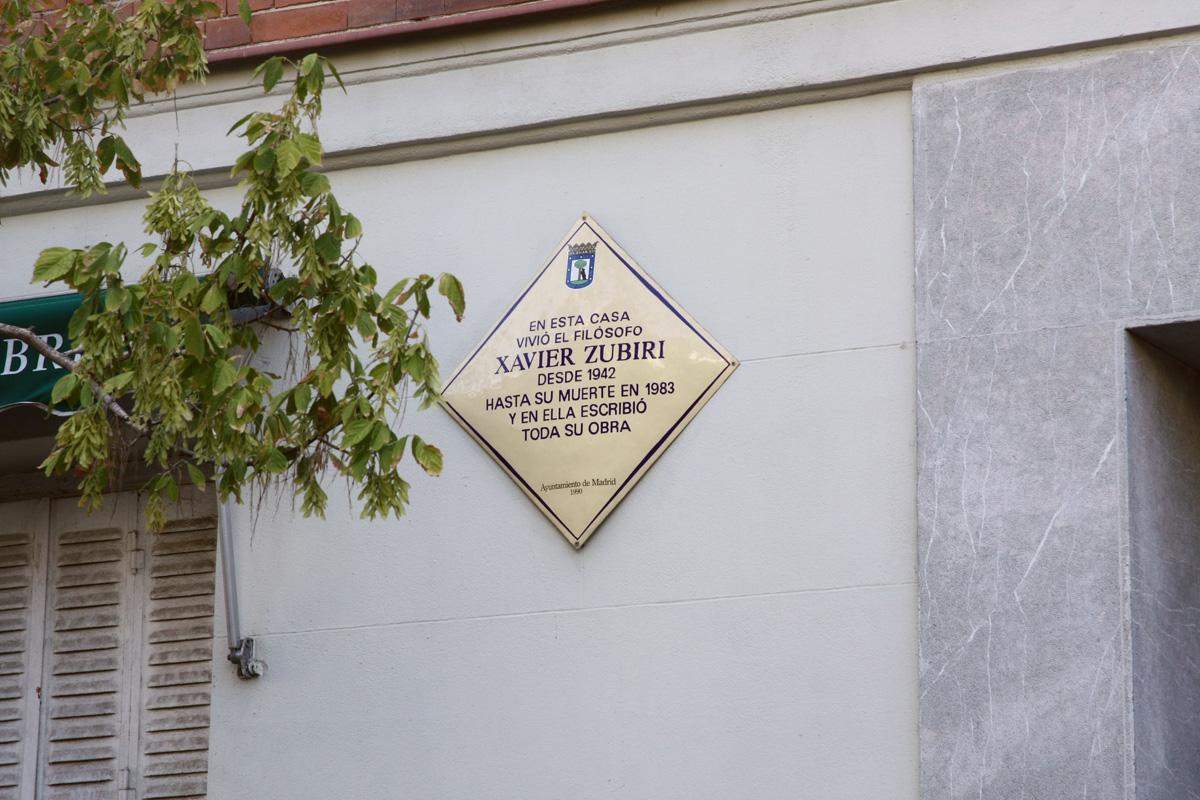 BR
EN ESTA CASA
VIVIÓ EL FILÓSOFO
XAVIER ZUBIRI
DESDE 1942
HASTA SU MUERTE EN 1983
Y EN ELLA ESCRIBIÓ
TODA SU OBRA
Ayuntamiento de Madrid
1990